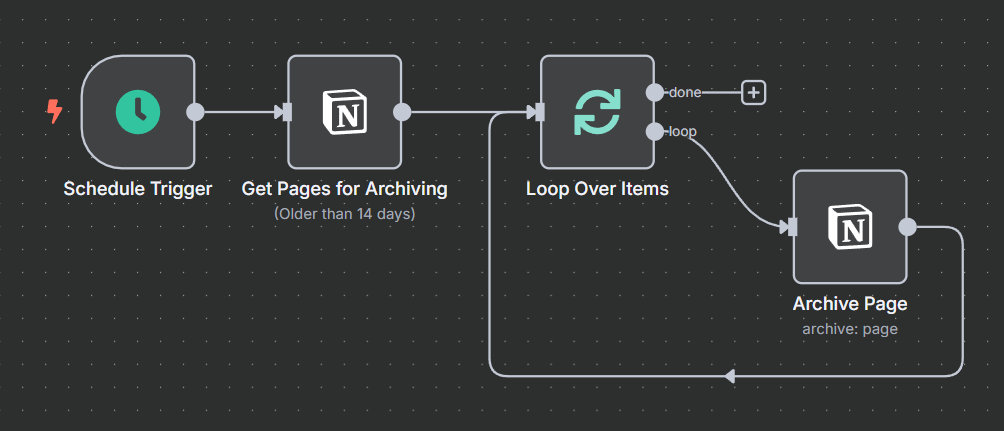 done
loop
Schedule Trigger
Get Pages for Archiving
(Older than 14 days)
Loop Over Items
N
N
Archive Page
archive: page